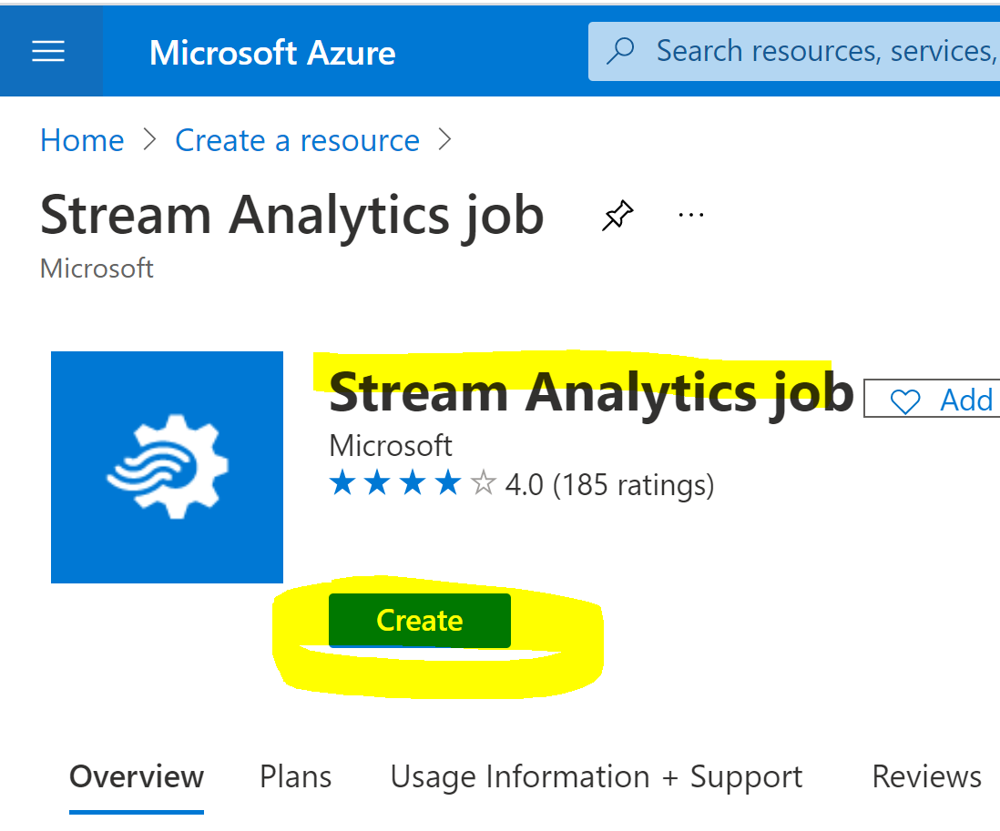 Microsoft Azure
Search resources, services,
Home > Create a resource >
Stream Analytics job ...
Microsoft
Stream Analytics job
Add
Microsoft
4.0 (185 ratings)
Create
Overview Plans Usage Information + Support Reviews